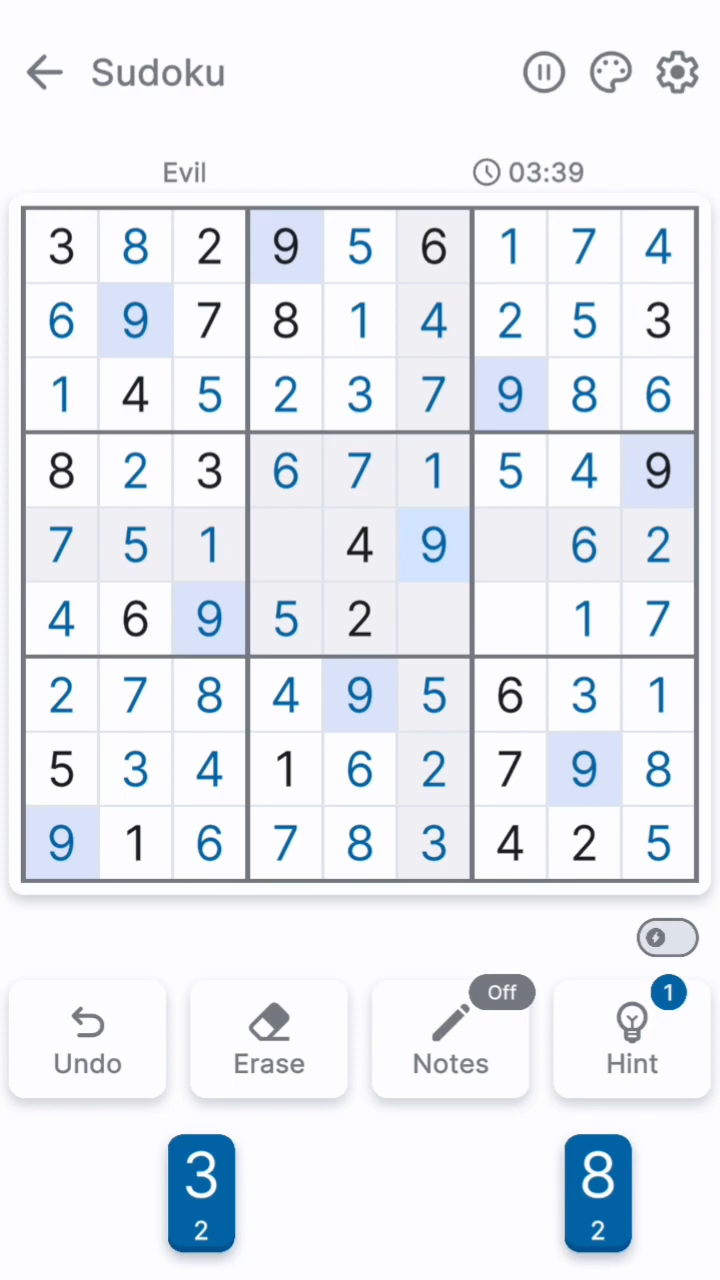 Sudoku
Evil 03:39
3 8 2 9 5 6 1 7 4
6 9 7 8 1 4 2 5 3
1 4 5 2 3 7 9 8 6
8 2 3 6 7 1 5 4 9
7 5 1 4 9 6 2
4 6 9 5 2 1 7
2 7 8 4 9 5 6 3 1
5 3 4 1 6 2 7 9 8
9 1 6 7 8 3 4 2 5
Off 1
Undo Erase Notes Hint
3 8
2 2